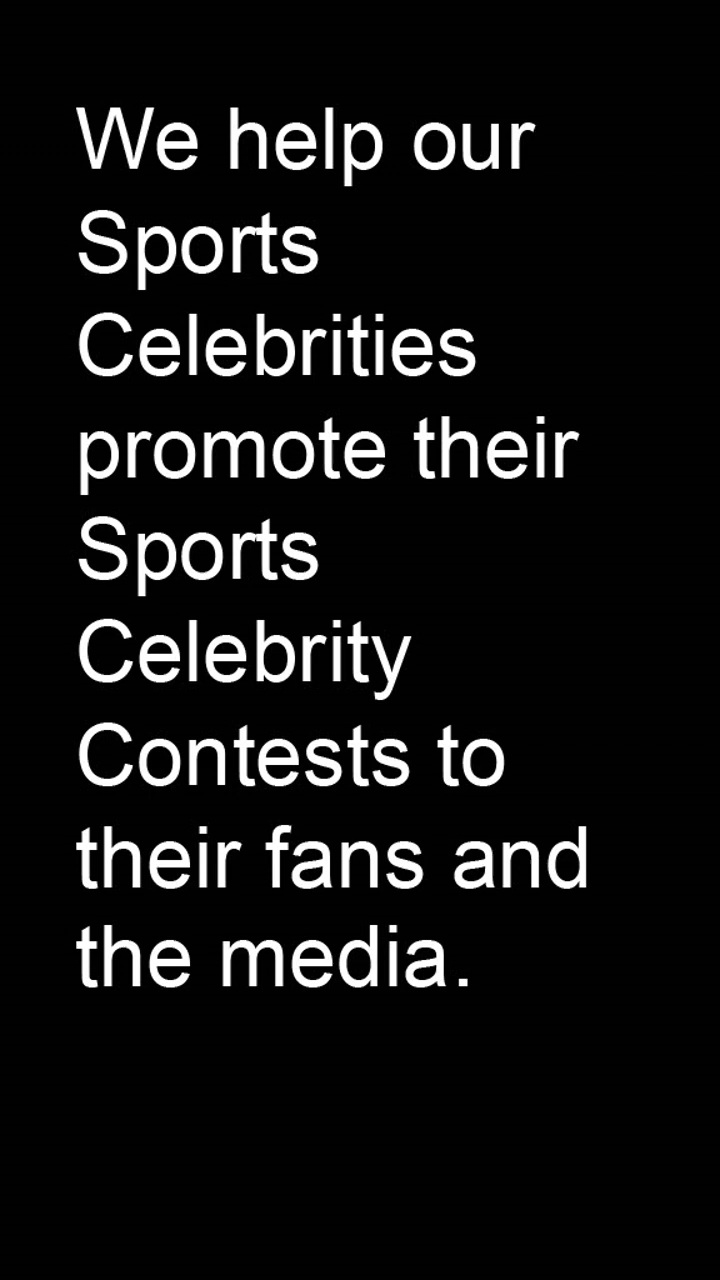 We help our
Sports
Celebrities
promote their
Sports
Celebrity
Contests to
their fans and
the media.